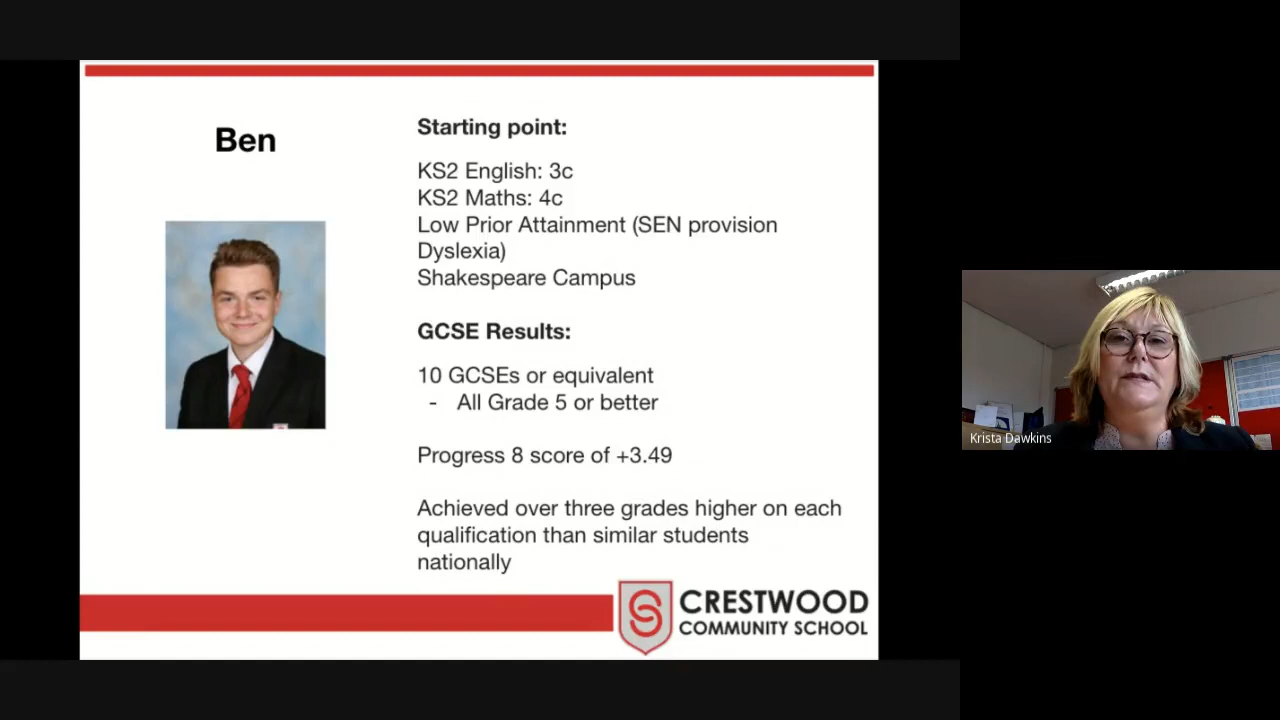 Ben
Starting point:
KS2 English: 3c
KS2 Maths: 4c
Low Prior Attainment (SEN provision
Dyslexia)
Shakespeare Campus
GCSE Results:
10 GCSEs or equivalent
- All Grade 5 or better
Progress 8 score of +3.49
Achieved over three grades higher on each
qualification than similar students
nationally
CRESTWOOD
COMMUNITY SCHOOL
Krista Dawkins